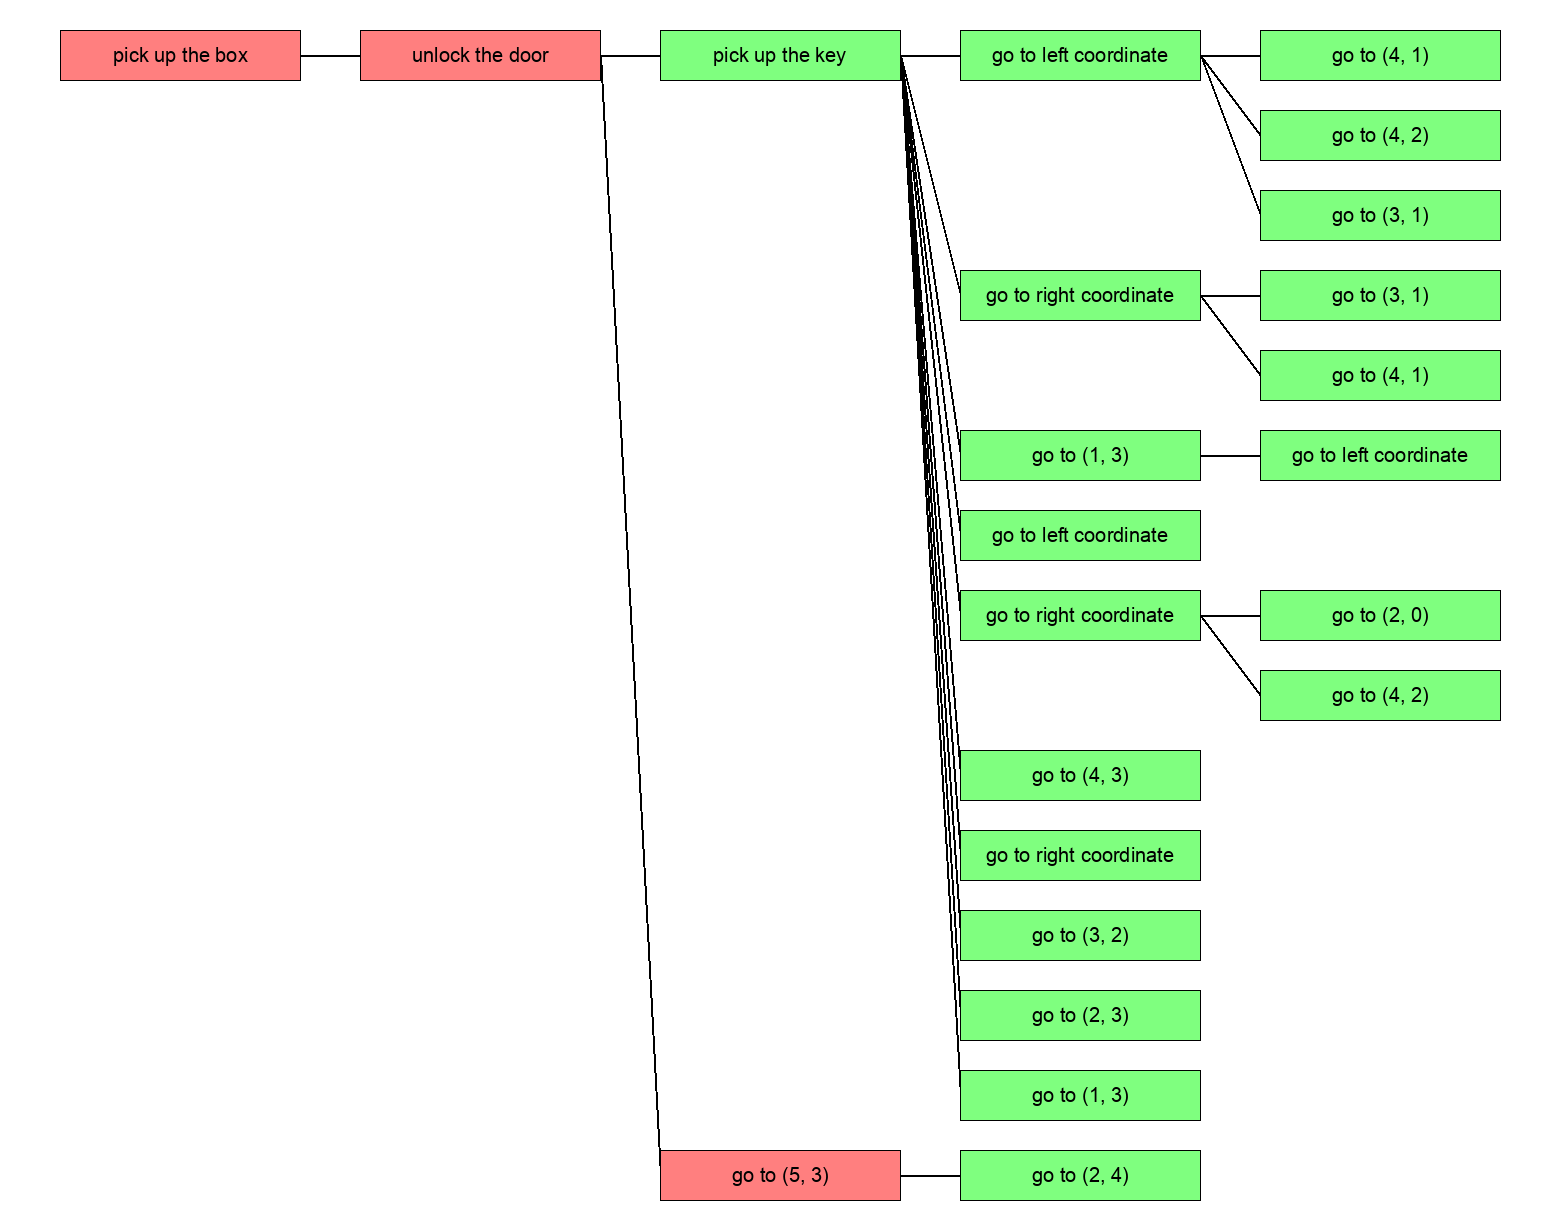 pick up the box
unlock the door
pick up the key
go to left coordinate
go to (4, 1)
go to (4, 2)
go to (3, 1)
go to right coordinate
go to (3, 1)
go to (4, 1)
go to (1, 3)
go to left coordinate
go to left coordinate
go to right coordinate
go to (2, 0)
go to (4, 2)
go to (4, 3)
go to right coordinate
go to (3, 2)
go to (2, 3)
go to (1, 3)
go to (5, 3)
go to (2, 4)